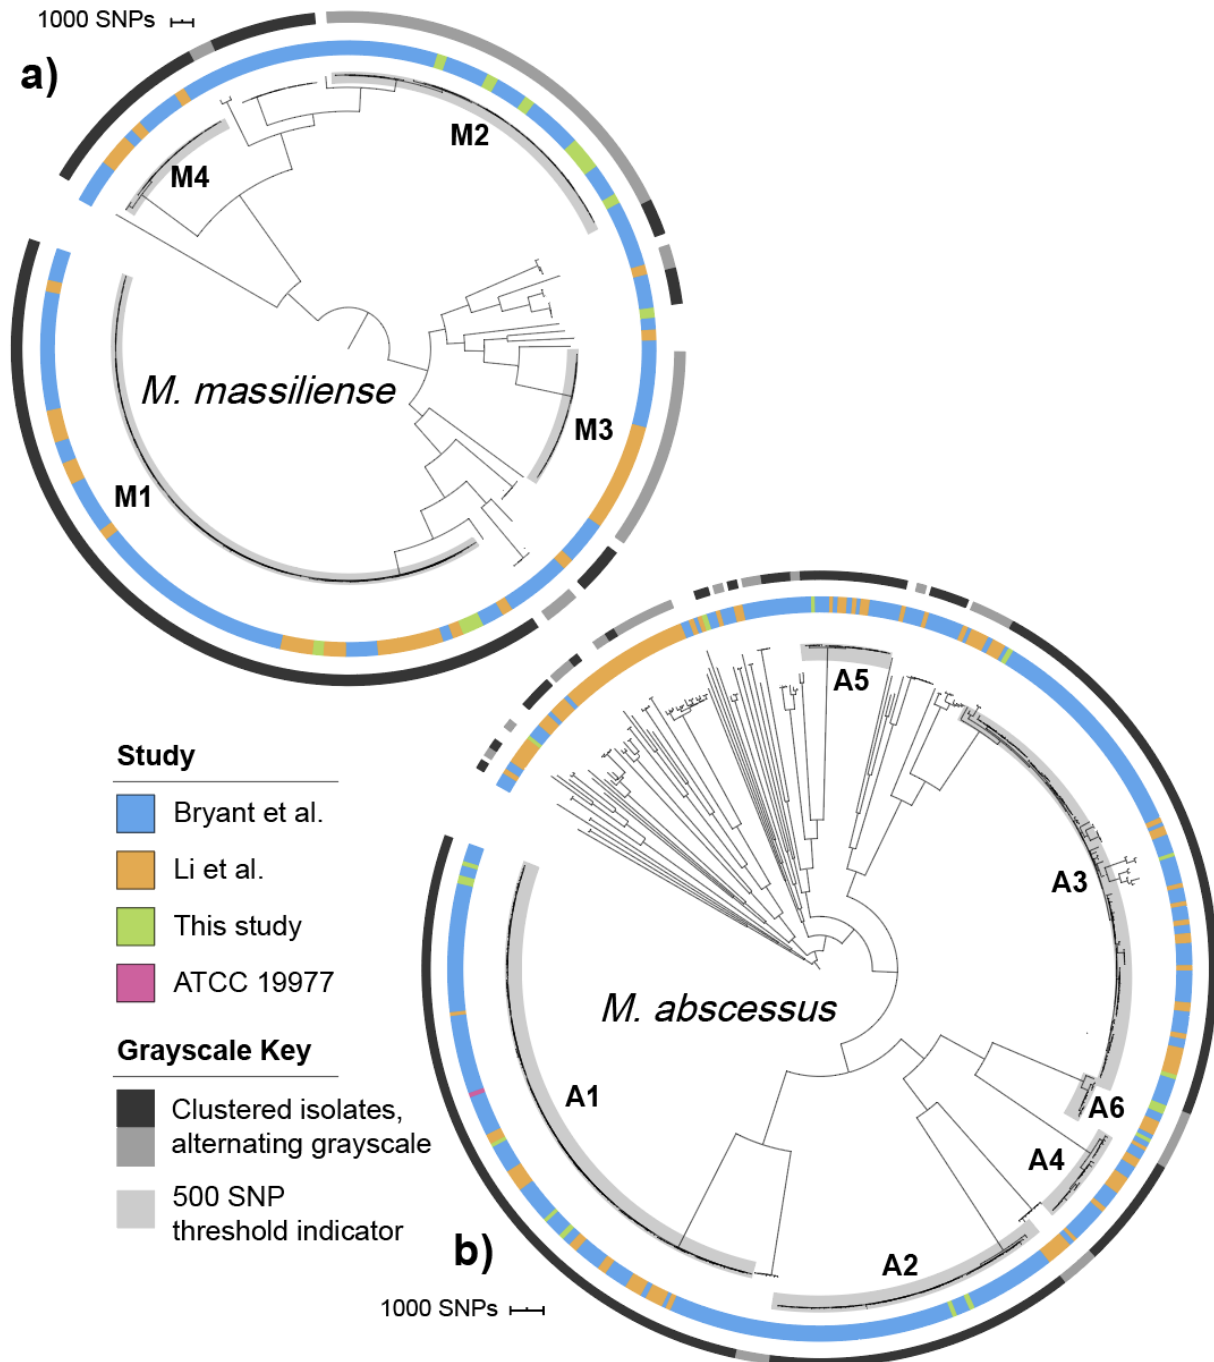 1000 SNPs
a)
M2
M4
M. massiliense
M3
M1
Study
Bryant et al.
Li et al.
This study
ATCC 19977
Grayscale Key
Clustered isolates,
alternating grayscale
500 SNP
threshold indicator
A5
A3
M. abscessus
A1
A6
A4
A2
b)
1000 SNPs